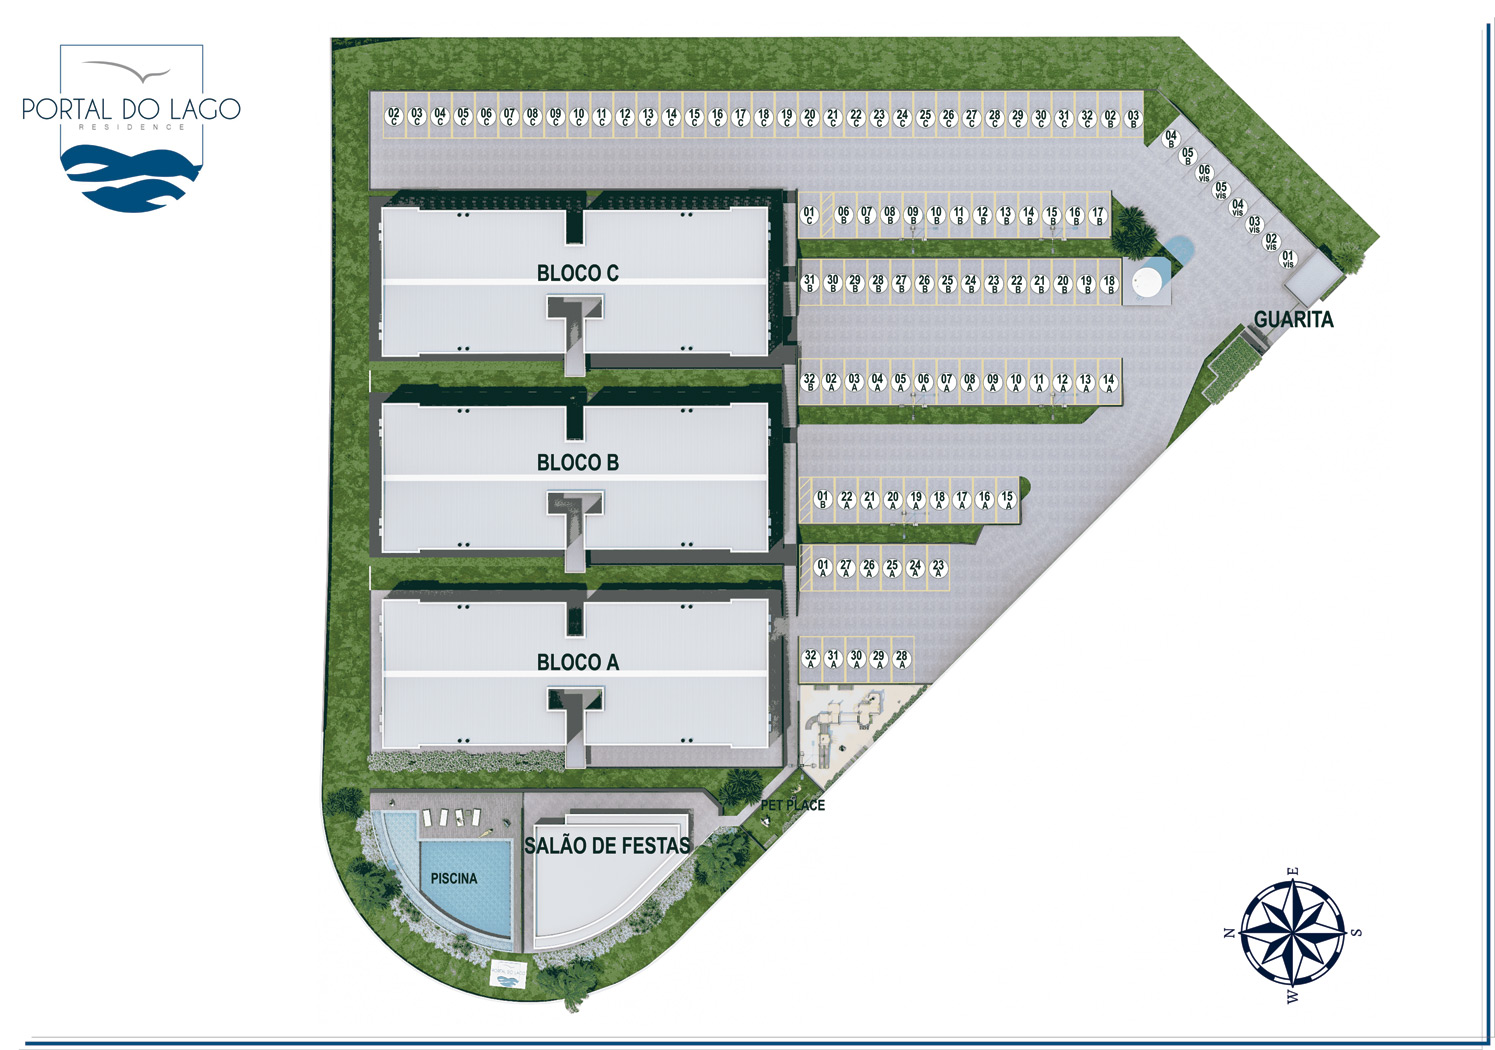 PORTAL DO LAGO
RESIDENCE
02 C 03 C 04 C 05 C 06 C 07 C 08 C 09 C 10 C 11 C 12 C 13 C 14 C 15 C 16 C 17 C 18 C 19 C 20 C 21 C 22 C 23 C 24 C 25 C 26 C 27 C 28 C 29 C 30 C 31 C 32 C 02 B 03 B
04 B
05 B
06 vis
05 vis
04 vis
03 vis
02 vis
01 vis
01 C 06 B 07 B 08 B 09 B 10 B 11 B 12 B 13 B 14 B 15 B 16 B 17 B
BLOCO C
31 B 30 B 29 B 28 B 27 B 26 B 25 B 24 B 23 B 22 B 21 B 20 B 19 B 18 B
GUARITA
32 B 02 A 03 A 04 A 05 A 06 A 07 A 08 A 09 A 10 A 11 A 12 A 13 A 14 A
BLOCO B
01 B 22 A 21 A 20 A 19 A 18 A 17 A 16 A 15 A
01 A 27 A 26 A 25 A 24 A 23 A
BLOCO A
32 A 31 A 30 A 29 A 28 A
PET PLACE
SALÃO DE FESTAS
PISCINA
PORTAL DO LAGO
E
N
S
W